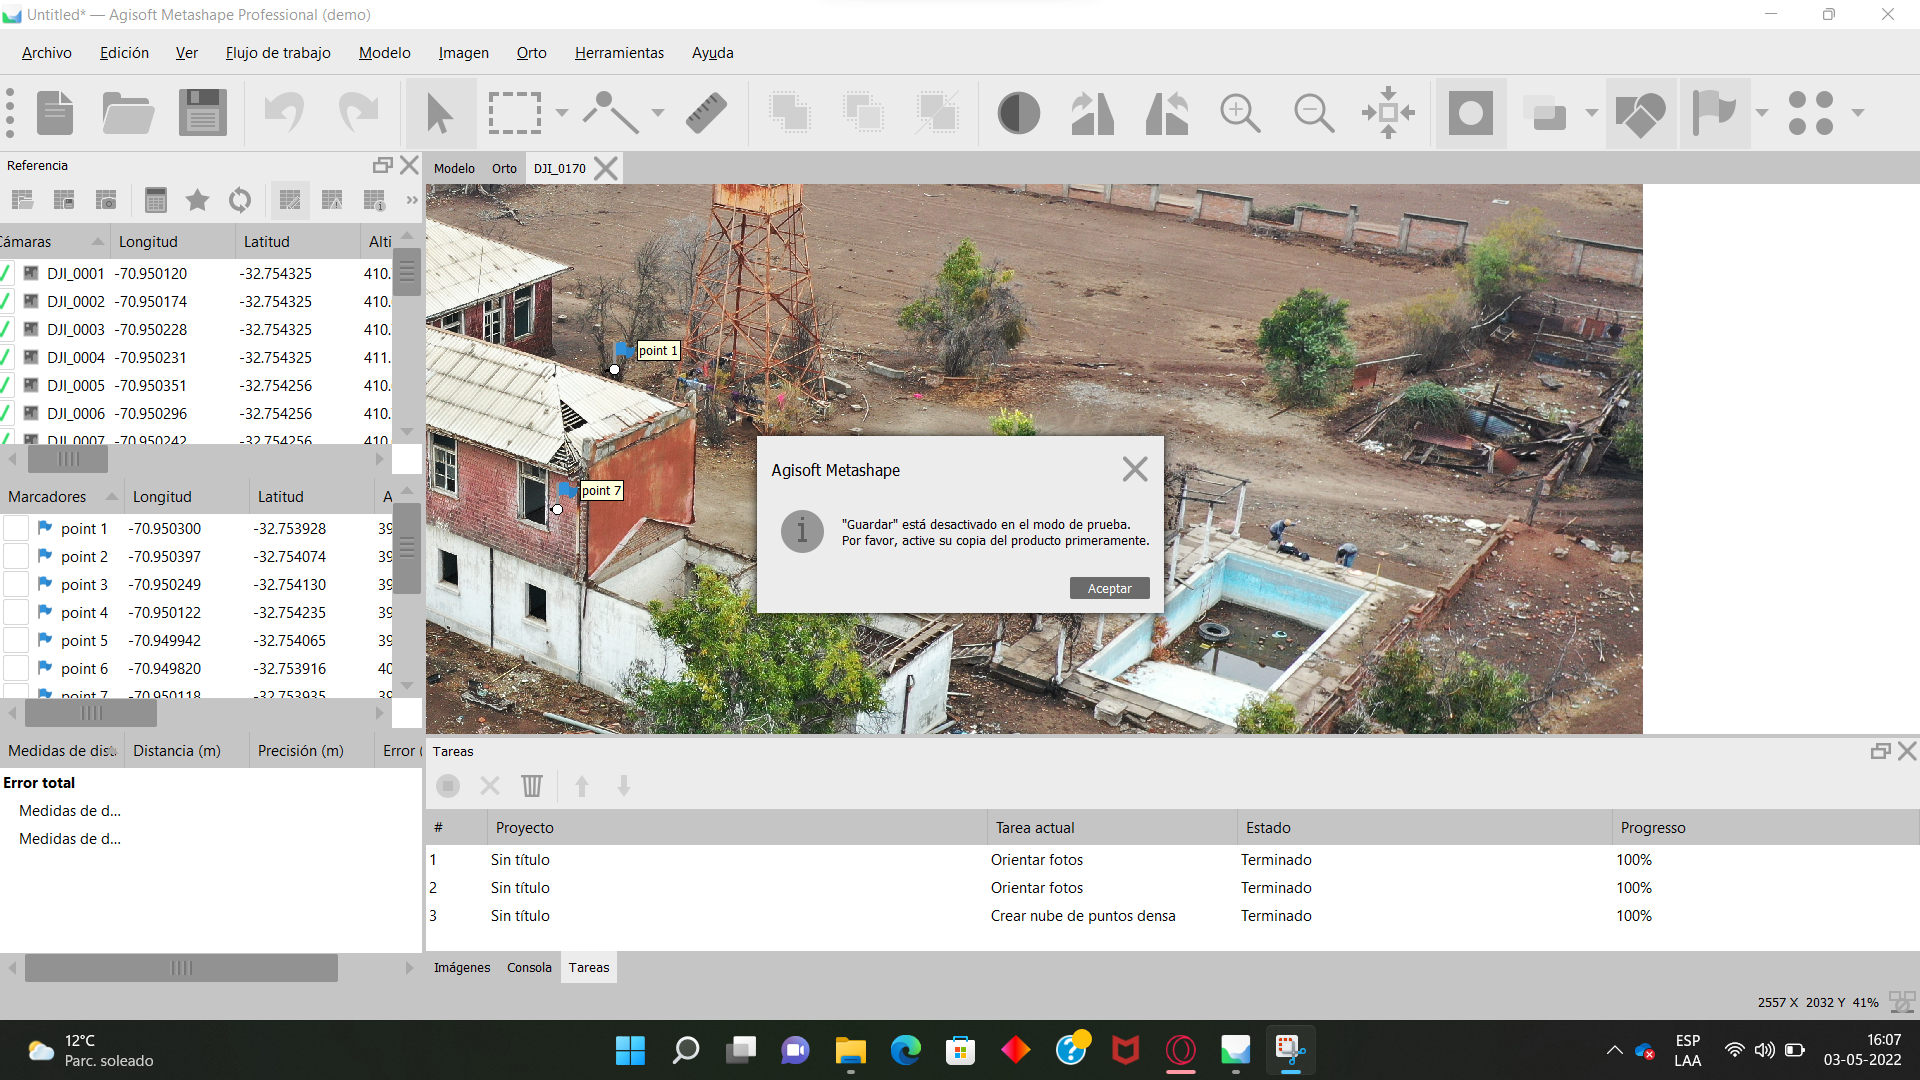 Untitled* — Agisoft Metashape Professional (demo)
Archivo Edición Ver Flujo de trabajo Modelo Imagen Orto Herramientas Ayuda
Referencia
Modelo Orto DJI_0170
Cámaras Longitud Latitud Alti
DJI_0001 -70.950120 -32.754325 410.
DJI_0002 -70.950174 -32.754325 410.
DJI_0003 -70.950228 -32.754325 410.
DJI_0004 -70.950231 -32.754325 411.
DJI_0005 -70.950351 -32.754256 410.
DJI_0006 -70.950296 -32.754256 410.
DJI_0007 -70.950242 -32.754256 410.
Marcadores Longitud Latitud A
point 1 -70.950300 -32.753928 39
point 2 -70.950397 -32.754074 39
point 3 -70.950249 -32.754130 39
point 4 -70.950122 -32.754235 39
point 5 -70.949942 -32.754065 39
point 6 -70.949820 -32.753916 40
point 7 -70.950118 -32.753935 39
Medidas de dist. Distancia (m) Precisión (m) Error (
Error total
Medidas de d...
Medidas de d...
point 1
point 7
Agisoft Metashape
"Guardar" está desactivado en el modo de prueba.
Por favor, active su copia del producto primeramente.
Aceptar
Tareas
# Proyecto Tarea actual Estado Progresso
1 Sin título Orientar fotos Terminado 100%
2 Sin título Orientar fotos Terminado 100%
3 Sin título Crear nube de puntos densa Terminado 100%
Imágenes Consola Tareas
2557 X 2032 Y 41%
12°C
Parc. soleado
ESP
LAA
16:07
03-05-2022